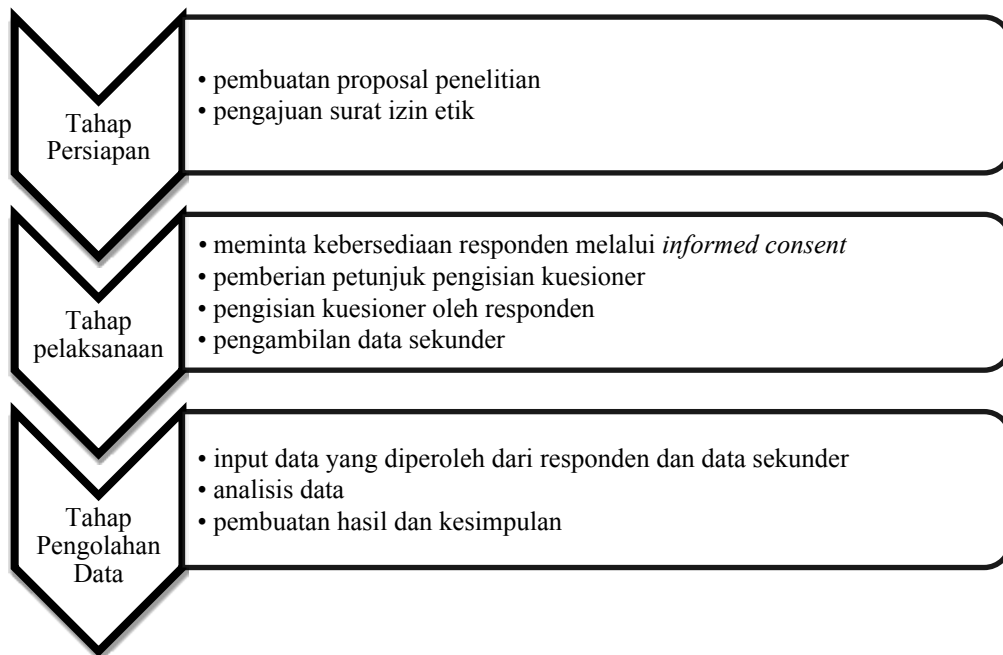 Tahap
Persiapan
• pembuatan proposal penelitian
• pengajuan surat izin etik
Tahap
pelaksanaan
• meminta kebersediaan responden melalui informed consent
• pemberian petunjuk pengisian kuesioner
• pengisian kuesioner oleh responden
• pengambilan data sekunder
Tahap
Pengolahan
Data
• input data yang diperoleh dari responden dan data sekunder
• analisis data
• pembuatan hasil dan kesimpulan